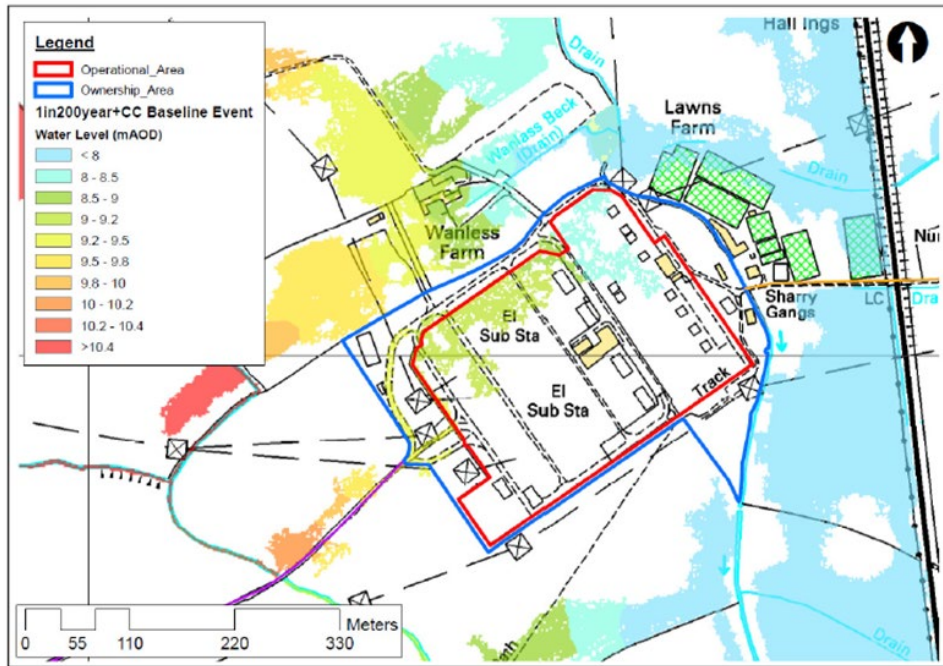 Legend
Operational_Area
Ownership_Area
1in200year+CC Baseline Event
Water Level (mAOD)
< 8
8 - 8.5
8.5 - 9
9 - 9.2
9.2 - 9.5
9.5 - 9.8
9.8 - 10
10 - 10.2
10.2 - 10.4
>10.4
Hall Ings
Drain
Lawns
Farm
Wanless Beck
(Drain)
Drain
Wanless
Farm
El
Sub Sta
El
Sub Sta
Track
Sharry
Gangs
LC
Drain
0 55 110 220 330 Meters